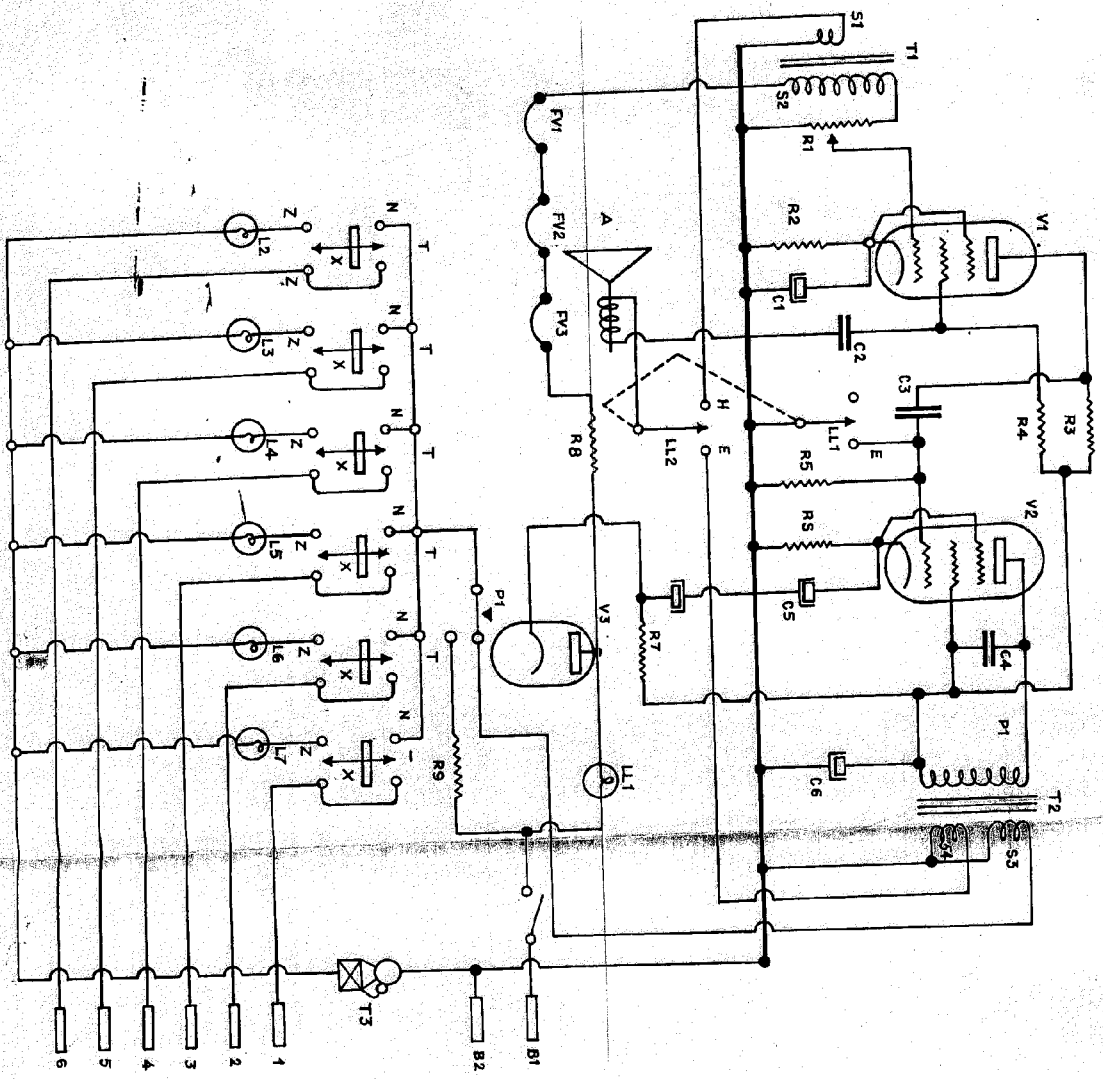 T1
V1
R3
V2
T2
R4
P1
S3
C4
S4
C3
E
C5
S1
C2
LL1
C6
R1
R5
RS
R2
S2
C1
H
E
LL2
R7
LL1
A
V3
R8
FV1
FV2
FV3
B1
P1
B2
R9
T
T
T
T
T
N
N
N
N
N
N
T3
X
X
X
X
X
X
Z
Z
Z
Z
Z
Z
Z
L2
L3
L4
L5
L6
L7
1
2
3
4
5
6